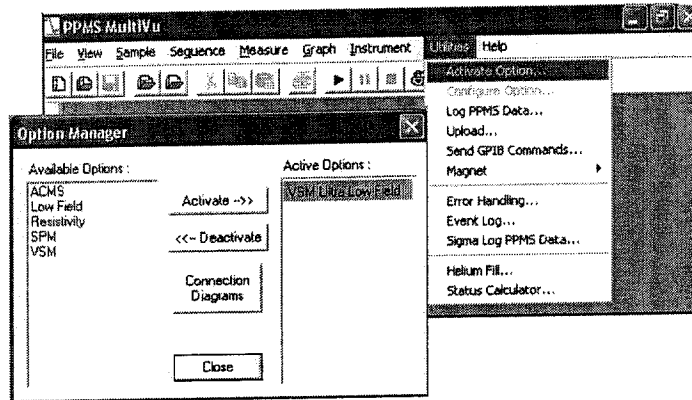 PPMS MultiVu
File View Sample Sequence Measure Graph Instrument Utilities Help
Activate Option...
Configure Option...
Log PPMS Data...
Upload...
Send GPIB Commands...
Magnet
Error Handling...
Event Log...
Sigma Log PPMS Data...
Helium Fill...
Status Calculator...
Option Manager
Available Options :
ACMS
Low Field
Resistivity
SPM
VSM
Activate -->>
<<-- Deactivate
Connection
Diagrams
Close
Active Options :
VSM Ultra Low Field